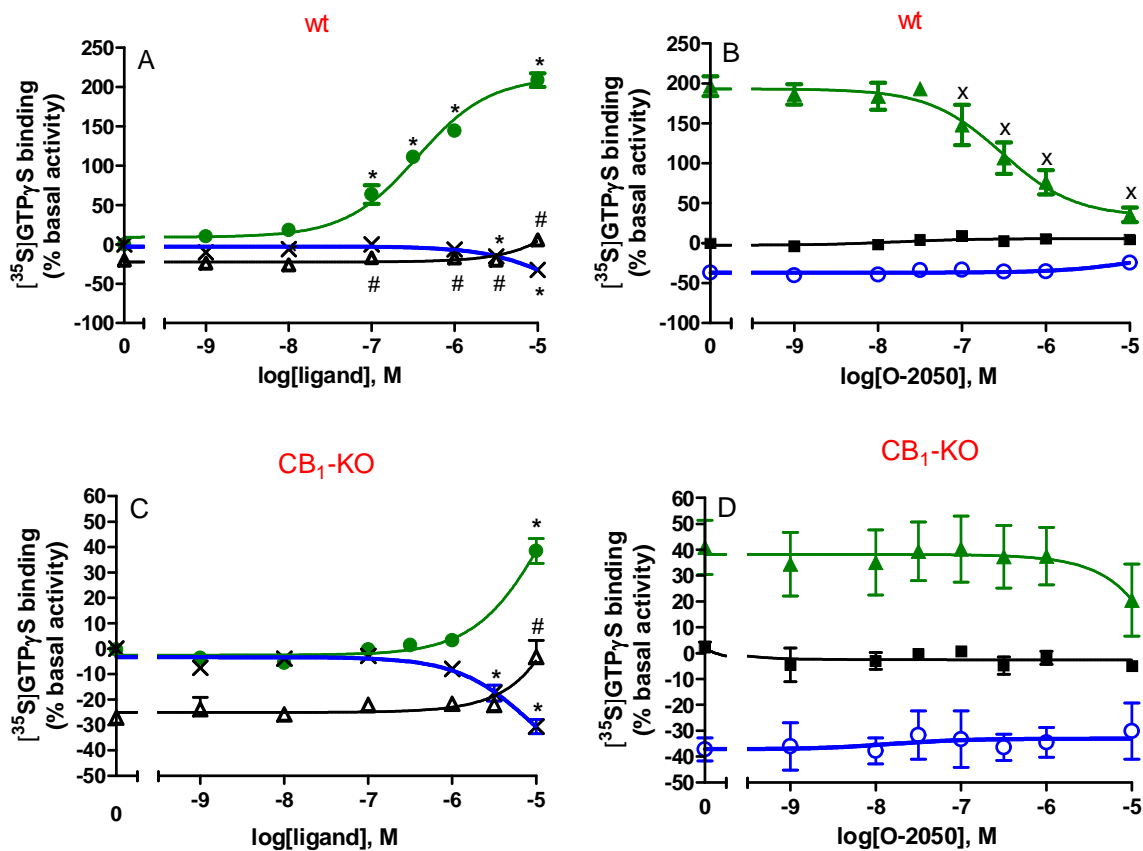 wt
A
[³⁵S]GTPγS binding
(% basal activity)
250
200
150
100
50
0
-50
-100
*
*
*
*
*
#
#
#
#
*
0 -9 -8 -7 -6 -5
log[ligand], M
wt
B
[³⁵S]GTPγS binding
(% basal activity)
250
200
150
100
50
0
-50
-100
x
x
x
x
0 -9 -8 -7 -6 -5
log[O-2050], M
CB₁-KO
C
[³⁵S]GTPγS binding
(% basal activity)
60
50
40
30
20
10
0
-10
-20
-30
-40
-50
*
#
*
*
0 -9 -8 -7 -6 -5
log[ligand], M
CB₁-KO
D
[³⁵S]GTPγS binding
(% basal activity)
60
50
40
30
20
10
0
-10
-20
-30
-40
-50
0 -9 -8 -7 -6 -5
log[O-2050], M